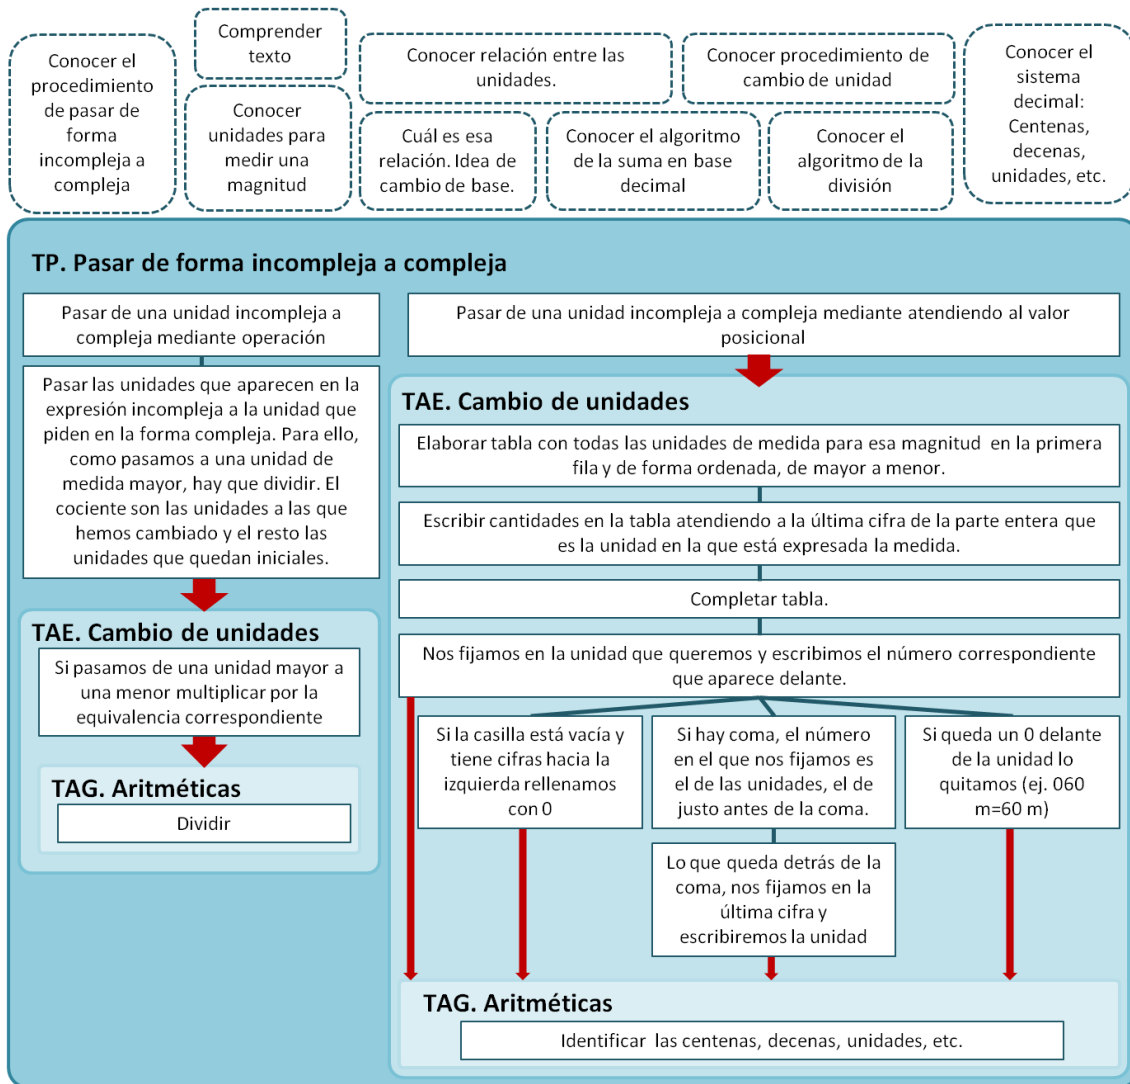 Conocer el
procedimiento
de pasar de
forma
incompleja a
compleja
Comprender
texto
Conocer
unidades para
medir una
magnitud
Conocer relación entre las
unidades.
Conocer procedimiento de
cambio de unidad
Cuál es esa
relación. Idea de
cambio de base.
Conocer el algoritmo
de la suma en base
decimal
Conocer el
algoritmo de la
división
Conocer el
sistema
decimal:
Centenas,
decenas,
unidades, etc.
TP. Pasar de forma incompleja a compleja
Pasar de una unidad incompleja a
compleja mediante operación
Pasar las unidades que aparecen en la
expresión incompleja a la unidad que
piden en la forma compleja. Para ello,
como pasamos a una unidad de
medida mayor, hay que dividir. El
cociente son las unidades a las que
hemos cambiado y el resto las
unidades que quedan iniciales.
TAE. Cambio de unidades
Si pasamos de una unidad mayor a
una menor multiplicar por la
equivalencia correspondiente
TAG. Aritméticas
Dividir
Pasar de una unidad incompleja a compleja mediante atendiendo al valor
posicional
TAE. Cambio de unidades
Elaborar tabla con todas las unidades de medida para esa magnitud en la primera
fila y de forma ordenada, de mayor a menor.
Escribir cantidades en la tabla atendiendo a la última cifra de la parte entera que
es la unidad en la que está expresada la medida.
Completar tabla.
Nos fijamos en la unidad que queremos y escribimos el número correspondiente
que aparece delante.
Si la casilla está vacía y
tiene cifras hacia la
izquierda rellenamos
con 0
Si hay coma, el número
en el que nos fijamos es
el de las unidades, el de
justo antes de la coma.
Lo que queda detrás de la
coma, nos fijamos en la
última cifra y
escribiremos la unidad
Si queda un 0 delante
de la unidad lo
quitamos (ej. 060
m=60 m)
TAG. Aritméticas
Identificar las centenas, decenas, unidades, etc.